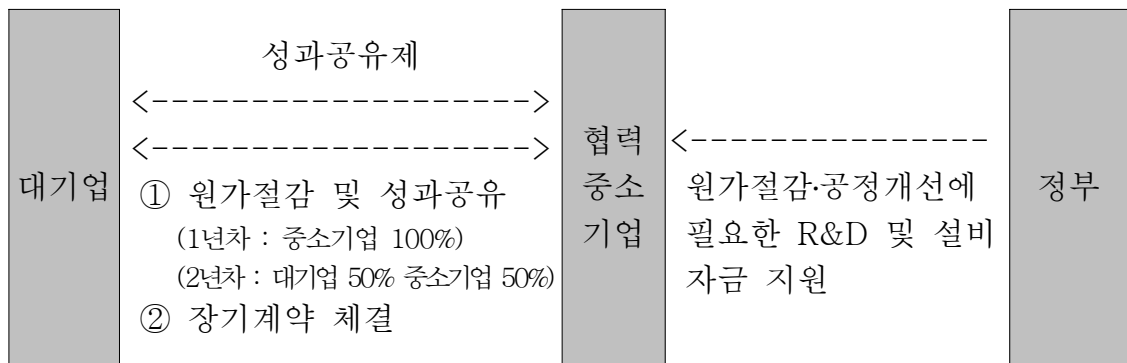 대기업
성과공유제
<-------------------->
<-------------------->
① 원가절감 및 성과공유
(1년차 : 중소기업 100%)
(2년차 : 대기업 50% 중소기업 50%)
② 장기계약 체결
협력
중소
기업
<---------------
원가절감·공정개선에
필요한 R&D 및 설비
자금 지원
정부